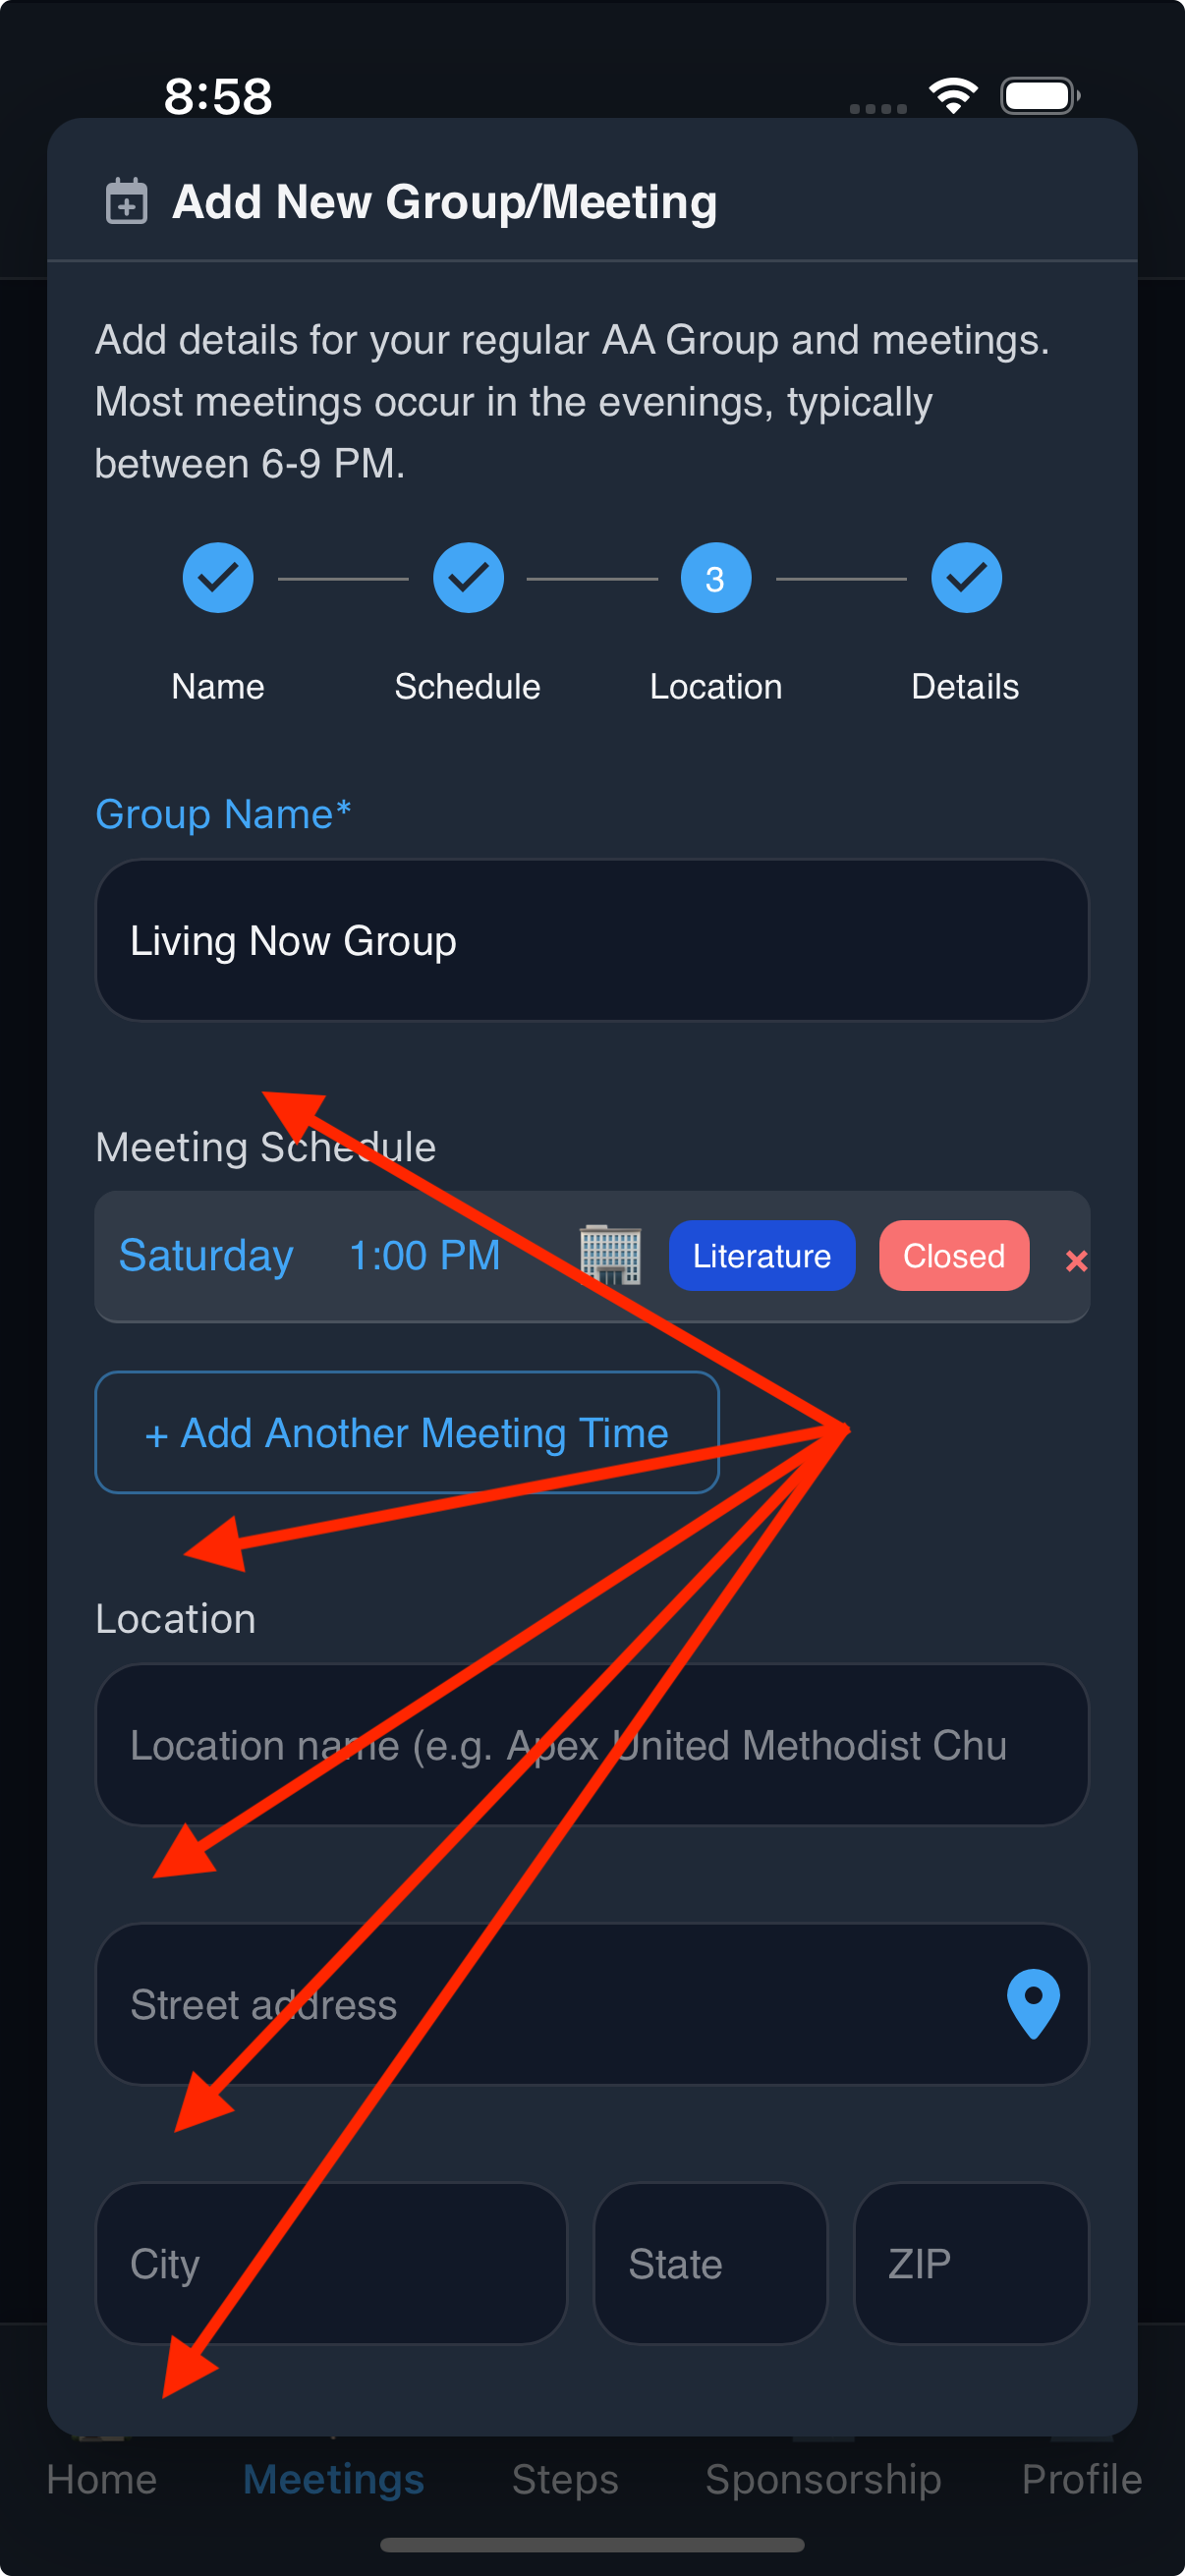 8:58
Add New Group/Meeting
Add details for your regular AA Group and meetings.
Most meetings occur in the evenings, typically
between 6-9 PM.
3
Name Schedule Location Details
Group Name*
Living Now Group
Meeting Schedule
Saturday 1:00 PM Literature Closed ×
+ Add Another Meeting Time
Location
Location name (e.g. Apex United Methodist Chu
Street address
City State ZIP
Home Meetings Steps Sponsorship Profile